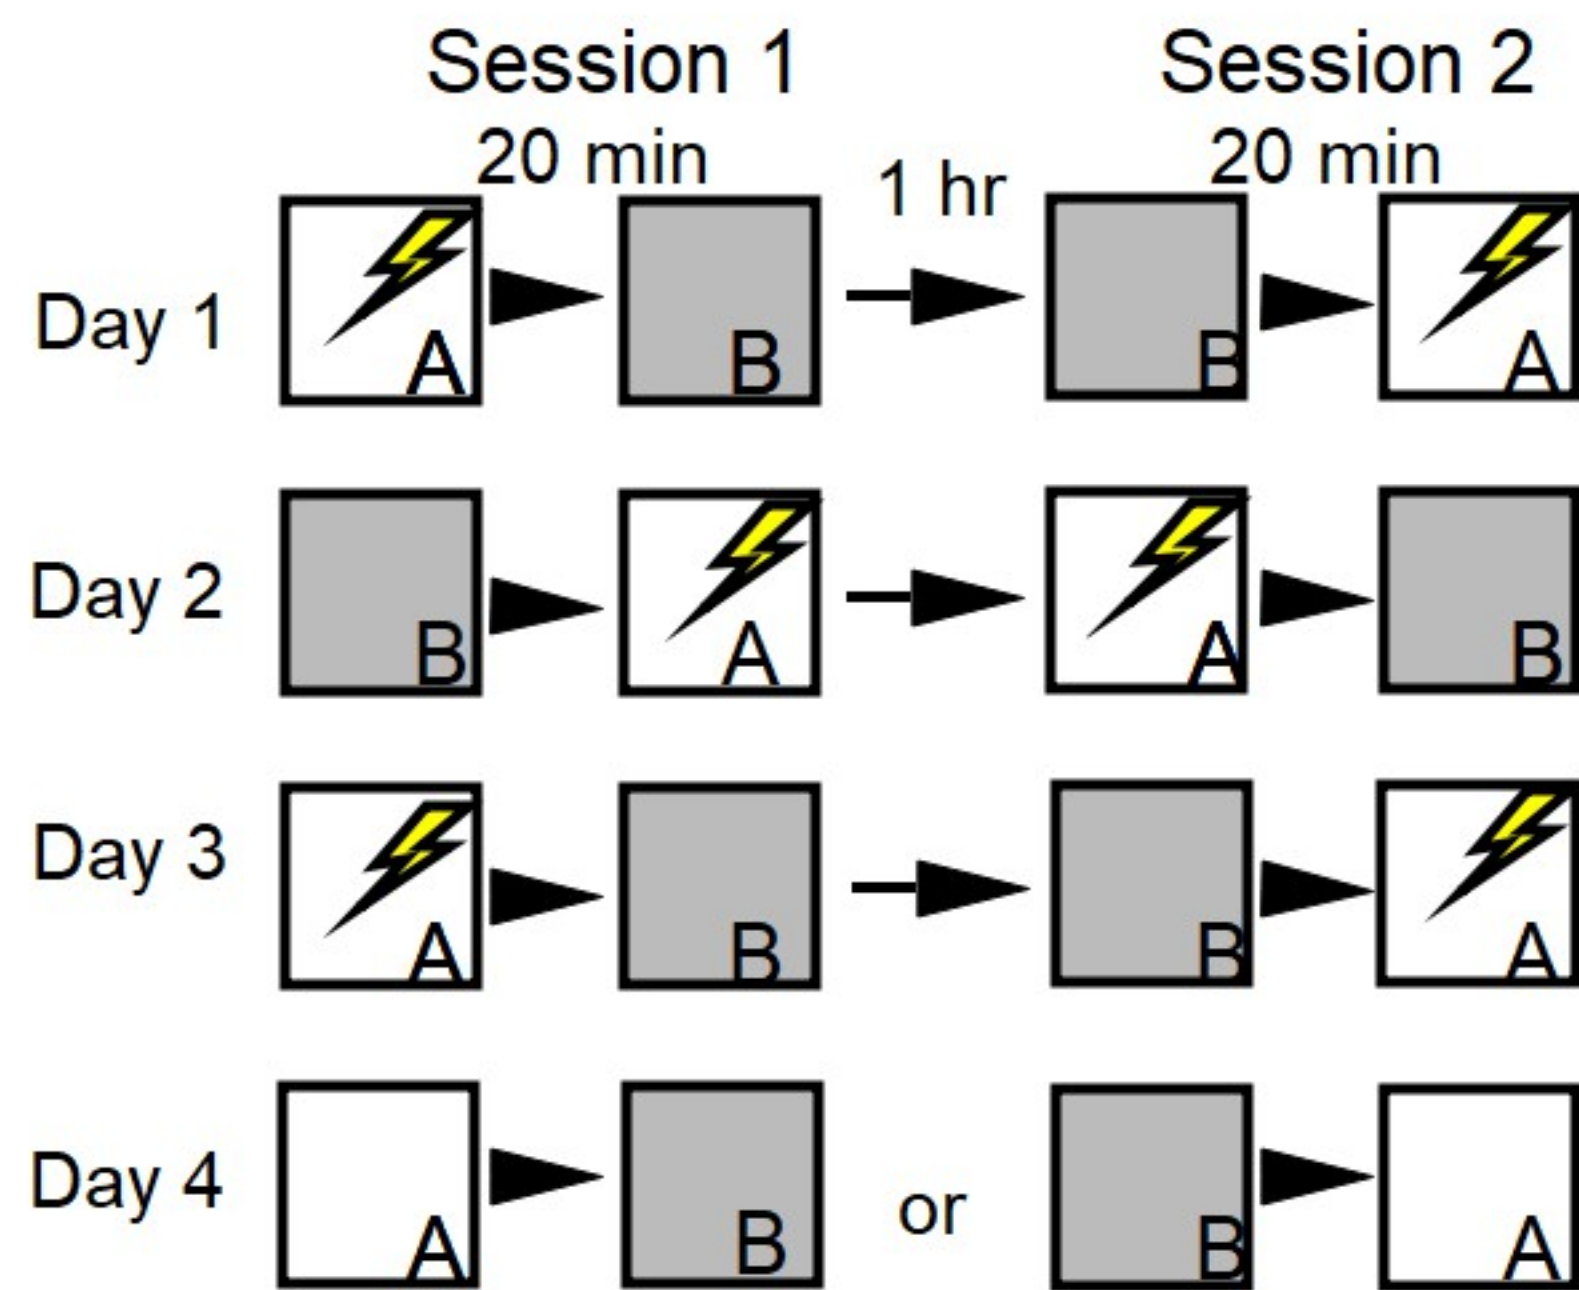 Session 1 Session 2
20 min 1 hr 20 min
Day 1 A B B A
Day 2 B A A B
Day 3 A B B A
Day 4 A B or B A